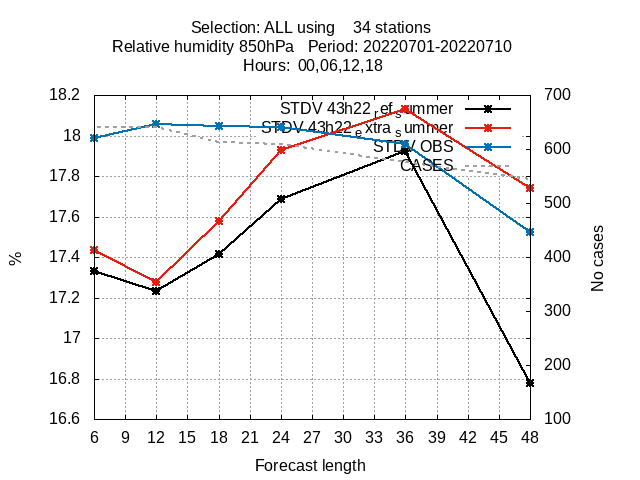 Selection: ALL using 34 stations
Relative humidity 850hPa Period: 20220701-20220710
Hours: 00,06,12,18
18.2
18
17.8
17.6
17.4
17.2
17
16.8
16.6
%
STDV 43h22_ref_summer
STDV 43h22_extra_summer
STDV OBS
CASES
700
600
500
400
300
200
100
No cases
6 9 12 15 18 21 24 27 30 33 36 39 42 45 48
Forecast length